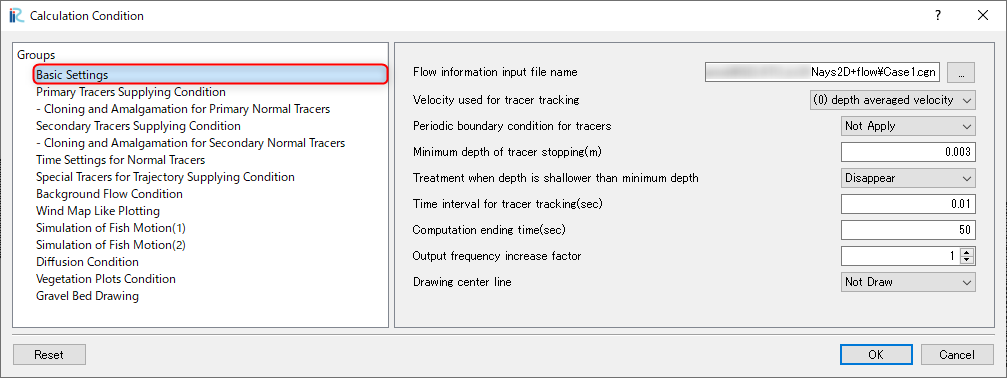 Calculation Condition
Groups
Basic Settings
Primary Tracers Supplying Condition
- Cloning and Amalgamation for Primary Normal Tracers
Secondary Tracers Supplying Condition
- Cloning and Amalgamation for Secondary Normal Tracers
Time Settings for Normal Tracers
Special Tracers for Trajectory Supplying Condition
Background Flow Condition
Wind Map Like Plotting
Simulation of Fish Motion(1)
Simulation of Fish Motion(2)
Diffusion Condition
Vegetation Plots Condition
Gravel Bed Drawing
Flow information input file name Nays2D+flow¥Case1.cgn ...
Velocity used for tracer tracking (0) depth averaged velocity
Periodic boundary condition for tracers Not Apply
Minimum depth of tracer stopping(m) 0.003
Treatment when depth is shallower than minimum depth Disappear
Time interval for tracer tracking(sec) 0.01
Computation ending time(sec) 50
Output frequency increase factor 1
Drawing center line Not Draw
Reset OK Cancel